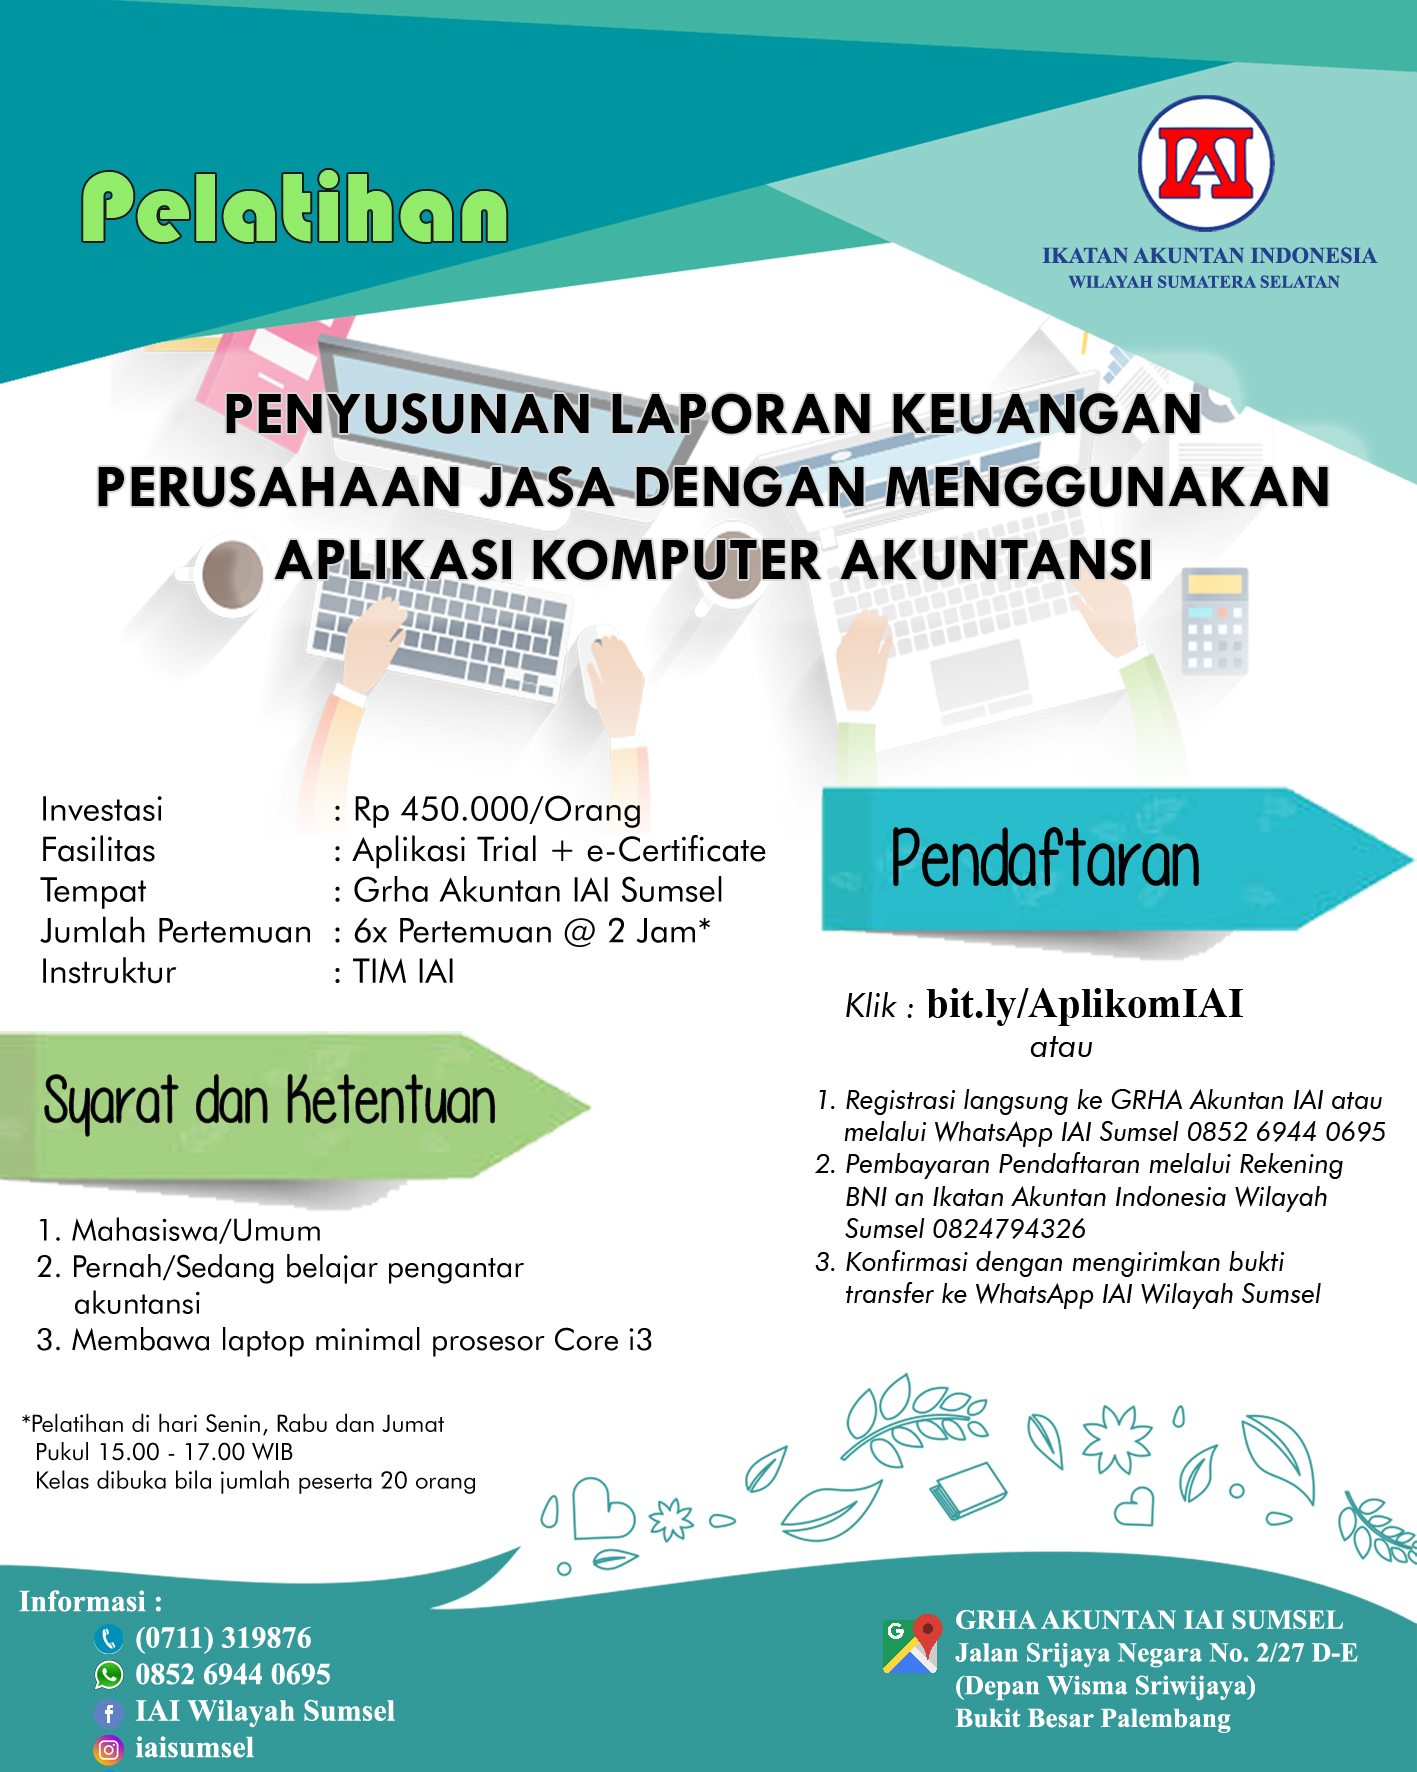 Pelatihan
IAI
IKATAN AKUNTAN INDONESIA
WILAYAH SUMATERA SELATAN
PENYUSUNAN LAPORAN KEUANGAN
PERUSAHAAN JASA DENGAN MENGGUNAKAN
APLIKASI KOMPUTER AKUNTANSI
Investasi : Rp 450.000/Orang
Fasilitas : Aplikasi Trial + e-Certificate
Tempat : Grha Akuntan IAI Sumsel
Jumlah Pertemuan : 6x Pertemuan @ 2 Jam*
Instruktur : TIM IAI
Syarat dan Ketentuan
1. Mahasiswa/Umum
2. Pernah/Sedang belajar pengantar
akuntansi
3. Membawa laptop minimal prosesor Core i3
*Pelatihan di hari Senin, Rabu dan Jumat
Pukul 15.00 - 17.00 WIB
Kelas dibuka bila jumlah peserta 20 orang
Pendaftaran
Klik : bit.ly/AplikomIAI
atau
1. Registrasi langsung ke GRHA Akuntan IAI atau
melalui WhatsApp IAI Sumsel 0852 6944 0695
2. Pembayaran Pendaftaran melalui Rekening
BNI an Ikatan Akuntan Indonesia Wilayah
Sumsel 0824794326
3. Konfirmasi dengan mengirimkan bukti
transfer ke WhatsApp IAI Wilayah Sumsel
Informasi :
(0711) 319876
0852 6944 0695
IAI Wilayah Sumsel
iaisumsel
GRHA AKUNTAN IAI SUMSEL
Jalan Srijaya Negara No. 2/27 D-E
(Depan Wisma Sriwijaya)
Bukit Besar Palembang